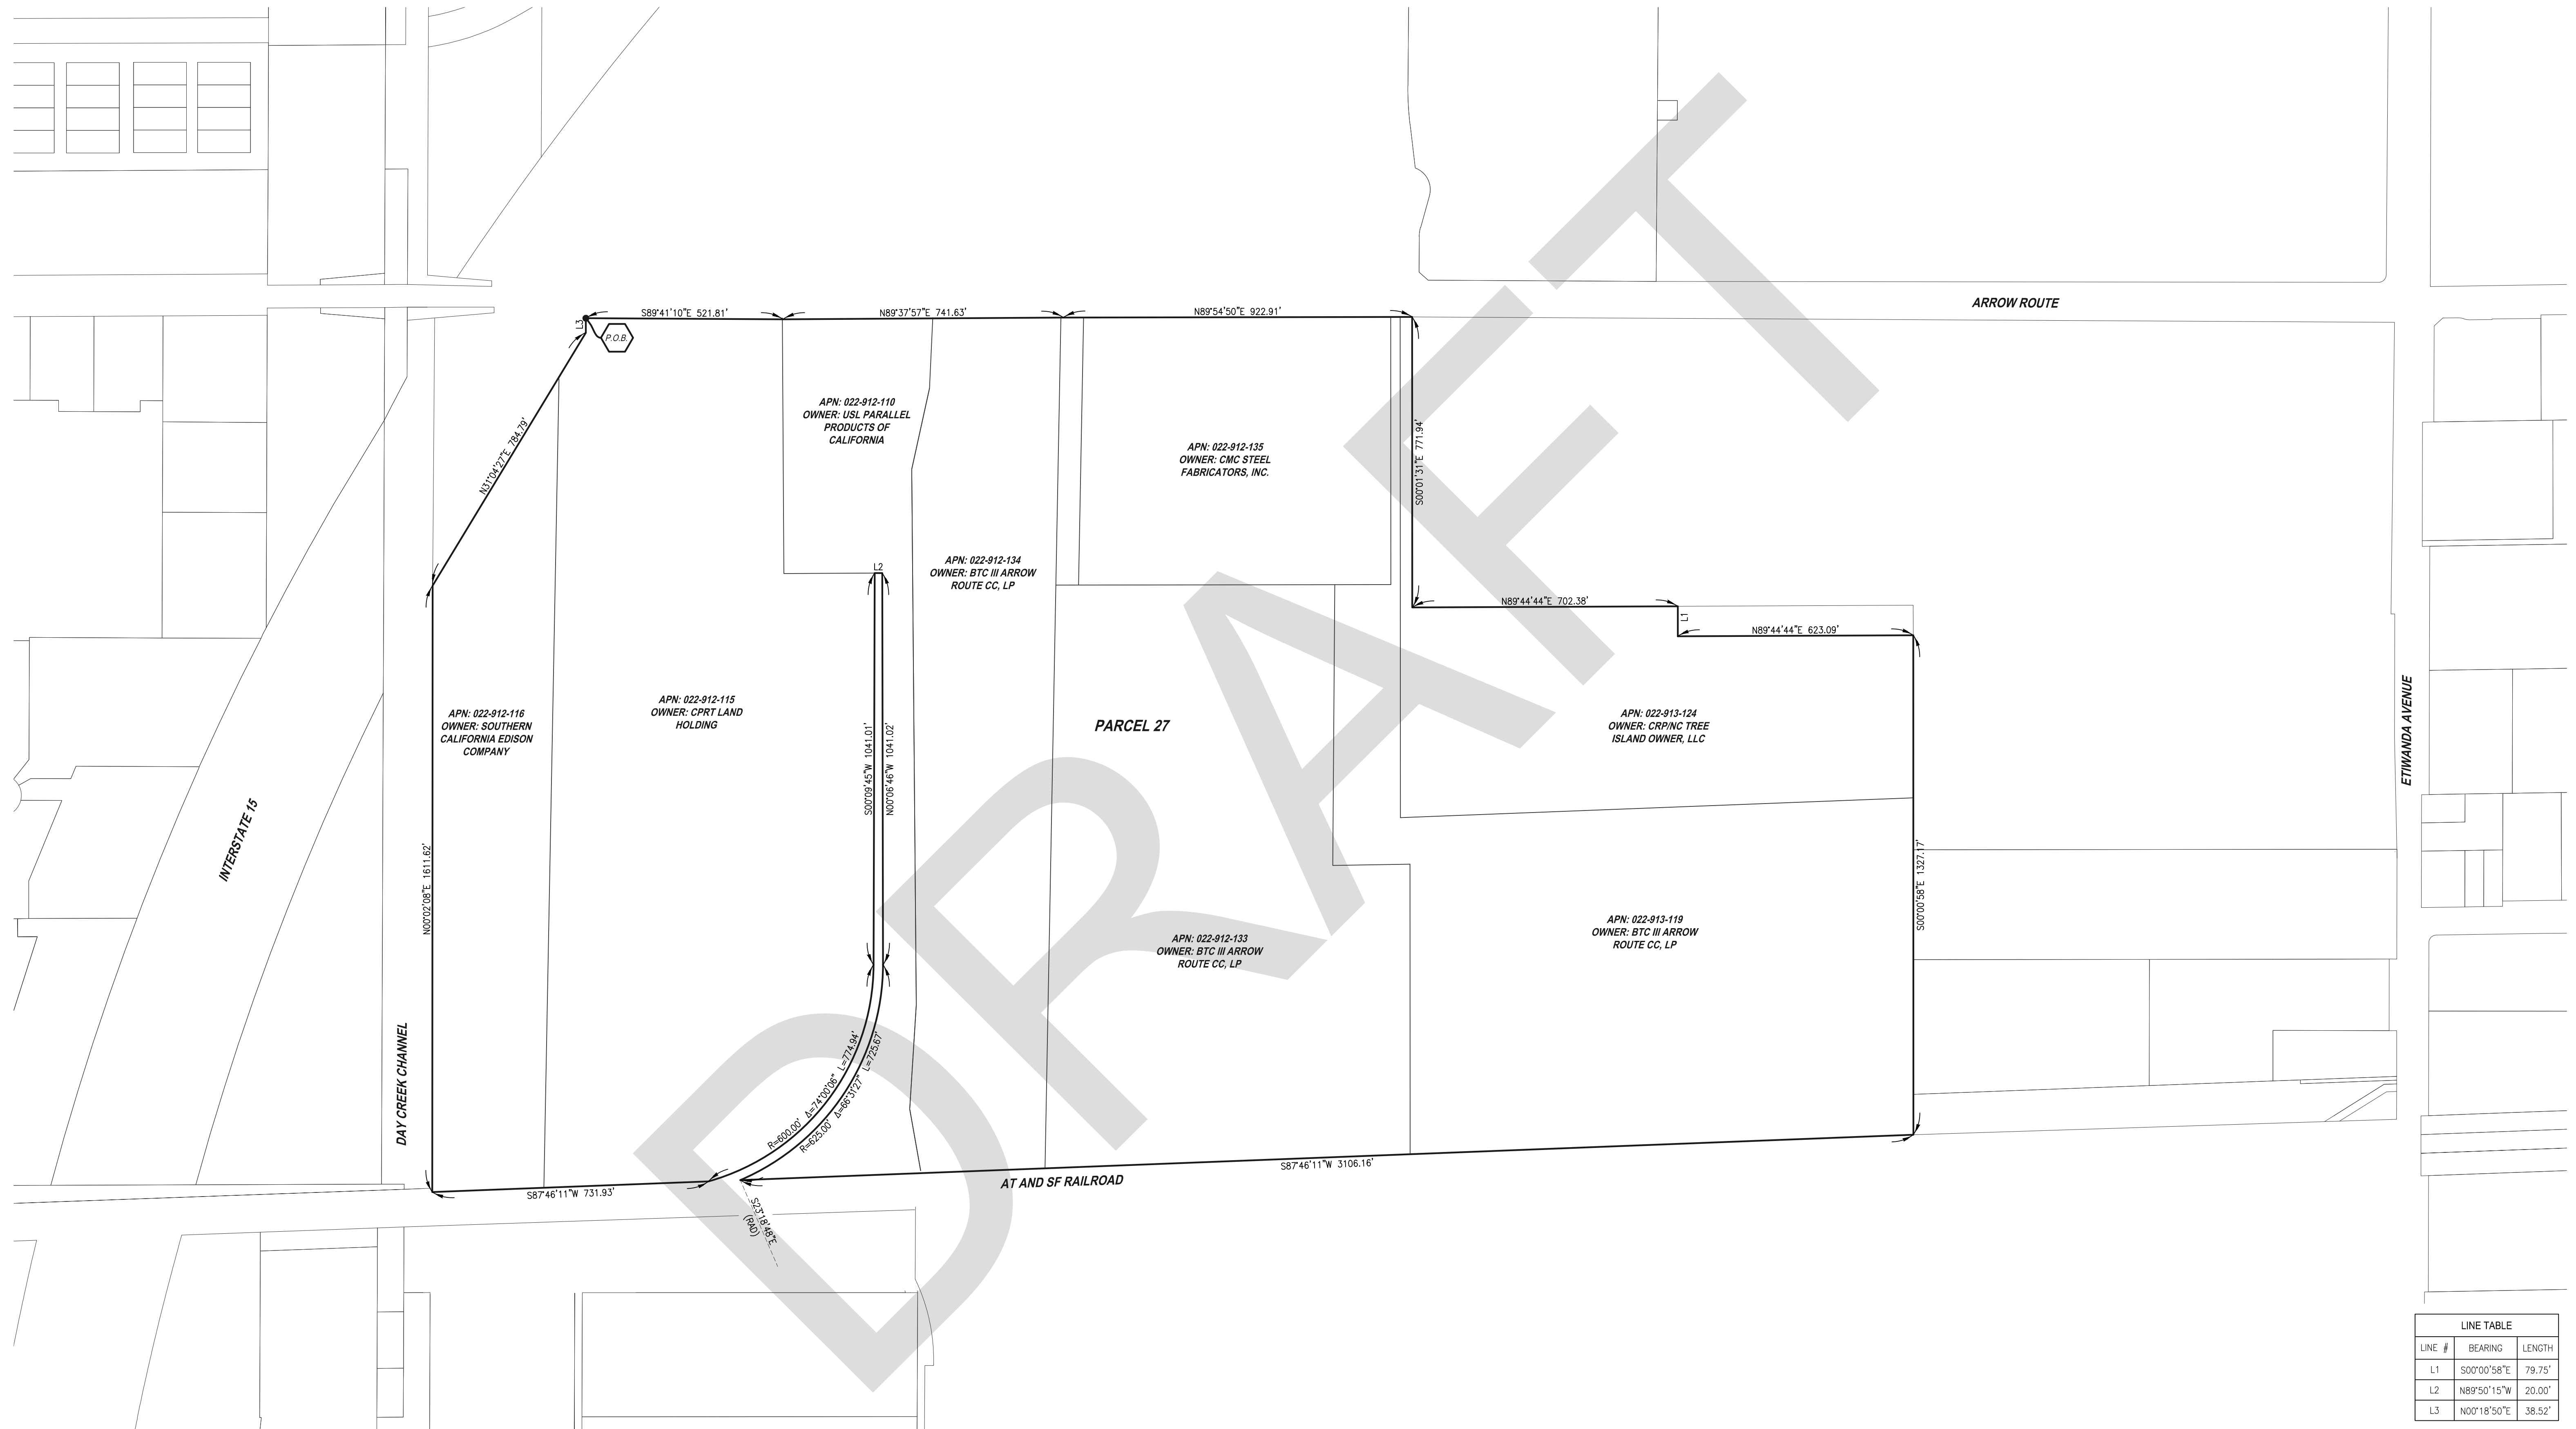 ARROW ROUTE
S89°41'10"E 521.81'
N89°37'57"E 741.63'
N89°54'50"E 922.91'
L3
P.O.B.
N31°04'27"E 784.79'
APN: 022-912-110
OWNER: USL PARALLEL
PRODUCTS OF
CALIFORNIA
APN: 022-912-135
OWNER: CMC STEEL
FABRICATORS, INC.
S00°01'31"E 771.94'
APN: 022-912-134
OWNER: BTC III ARROW
ROUTE CC, LP
L2
N89°44'44"E 702.38'
L1
N89°44'44"E 623.09'
APN: 022-912-116
OWNER: SOUTHERN
CALIFORNIA EDISON
COMPANY
APN: 022-912-115
OWNER: CPRT LAND
HOLDING
PARCEL 27
APN: 022-913-124
OWNER: CRP/NC TREE
ISLAND OWNER, LLC
ETIWANDA AVENUE
S00°09'45"W 1041.01'
N00°06'46"W 1041.02'
INTERSTATE 15
N00°02'08"E 1611.62'
S00°00'58"E 1327.17'
APN: 022-912-133
OWNER: BTC III ARROW
ROUTE CC, LP
APN: 022-913-119
OWNER: BTC III ARROW
ROUTE CC, LP
DAY CREEK CHANNEL
R=600.00' Δ=74°00'06" L=774.94'
R=625.00' Δ=66°31'27" L=725.67'
S87°46'11"W 731.93'
S87°46'11"W 3106.16'
AT AND SF RAILROAD
S23°18'48"E
(RAD)
DRAFT
LINE TABLE
LINE # BEARING LENGTH
L1 S00°00'58"E 79.75'
L2 N89°50'15"W 20.00'
L3 N00°18'50"E 38.52'